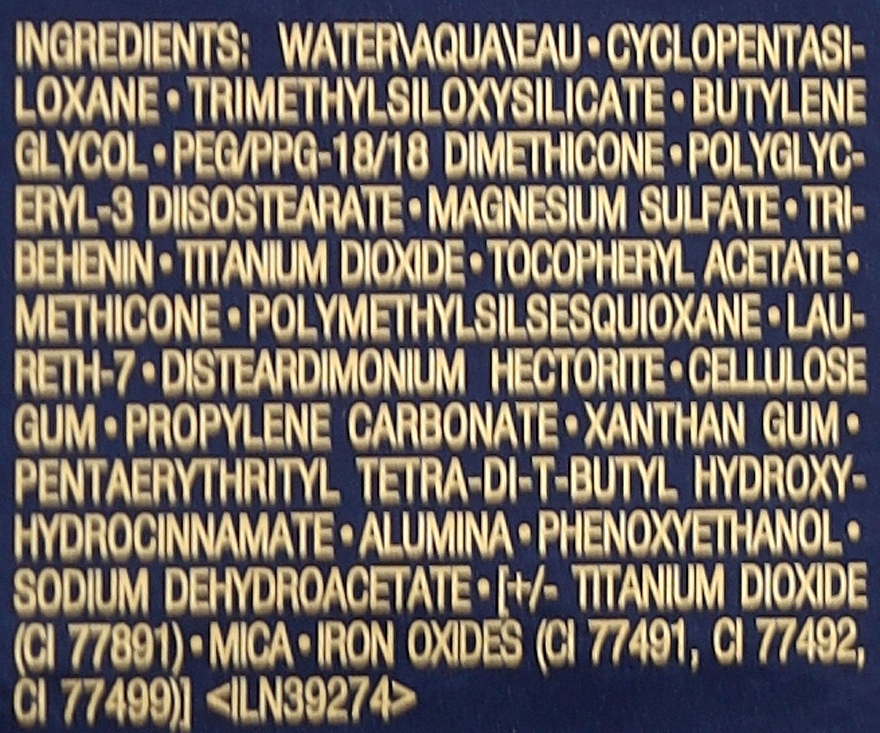 INGREDIENTS: WATER\AQUA\EAU • CYCLOPENTASI-
LOXANE • TRIMETHYLSILOXYSILICATE • BUTYLENE
GLYCOL • PEG/PPG-18/18 DIMETHICONE • POLYGLYC-
ERYL-3 DIISOSTEARATE • MAGNESIUM SULFATE • TRI-
BEHENIN • TITANIUM DIOXIDE • TOCOPHERYL ACETATE •
METHICONE • POLYMETHYLSILSESQUIOXANE • LAU-
RETH-7 • DISTEARDIMONIUM HECTORITE • CELLULOSE
GUM • PROPYLENE CARBONATE • XANTHAN GUM •
PENTAERYTHRITYL TETRA-DI-T-BUTYL HYDROXY-
HYDROCINNAMATE • ALUMINA • PHENOXYETHANOL •
SODIUM DEHYDROACETATE • [+/- TITANIUM DIOXIDE
(CI 77891) • MICA • IRON OXIDES (CI 77491, CI 77492,
CI 77499)] <ILN39274>